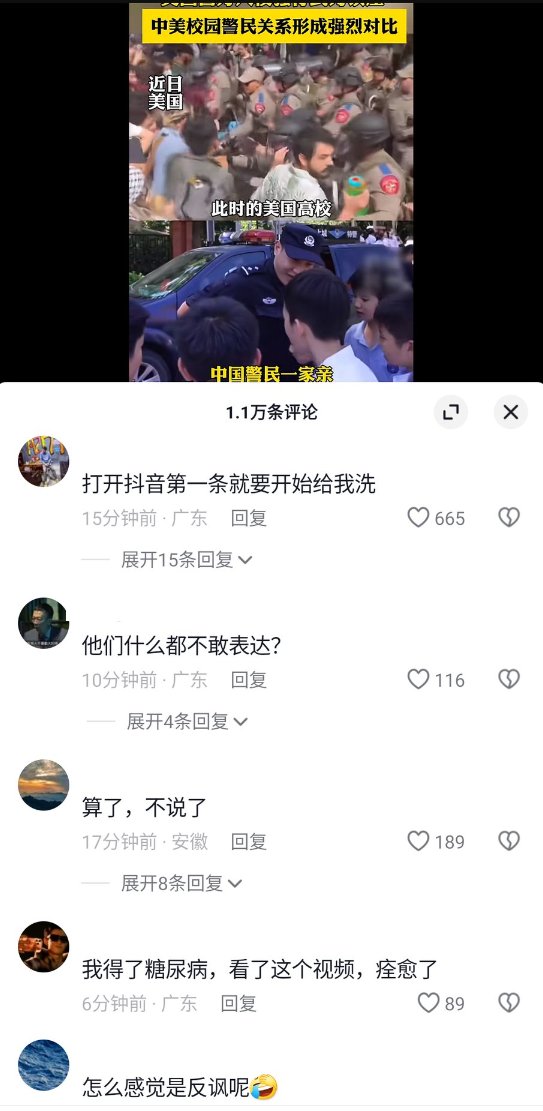 中美校园警民关系形成强烈对比
近日
美国
此时的美国高校
特警
中国警民一家亲
1.1万条评论
打开抖音第一条就要开始给我洗
15分钟前 · 广东 回复
665
展开15条回复
他们什么都不敢表达？
10分钟前 · 广东 回复
116
展开4条回复
算了，不说了
17分钟前 · 安徽 回复
189
展开8条回复
我得了糖尿病，看了这个视频，痊愈了
6分钟前 · 广东 回复
89
怎么感觉是反讽呢🤣